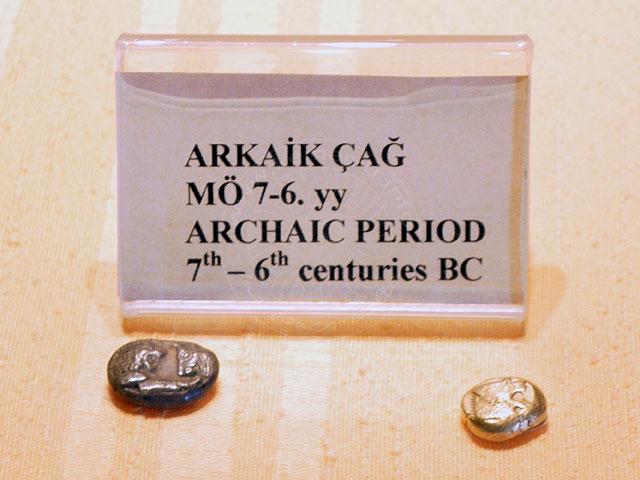 ARKAİK ÇAĞ
MÖ 7-6. yy
ARCHAIC PERIOD
7th – 6th centuries BC